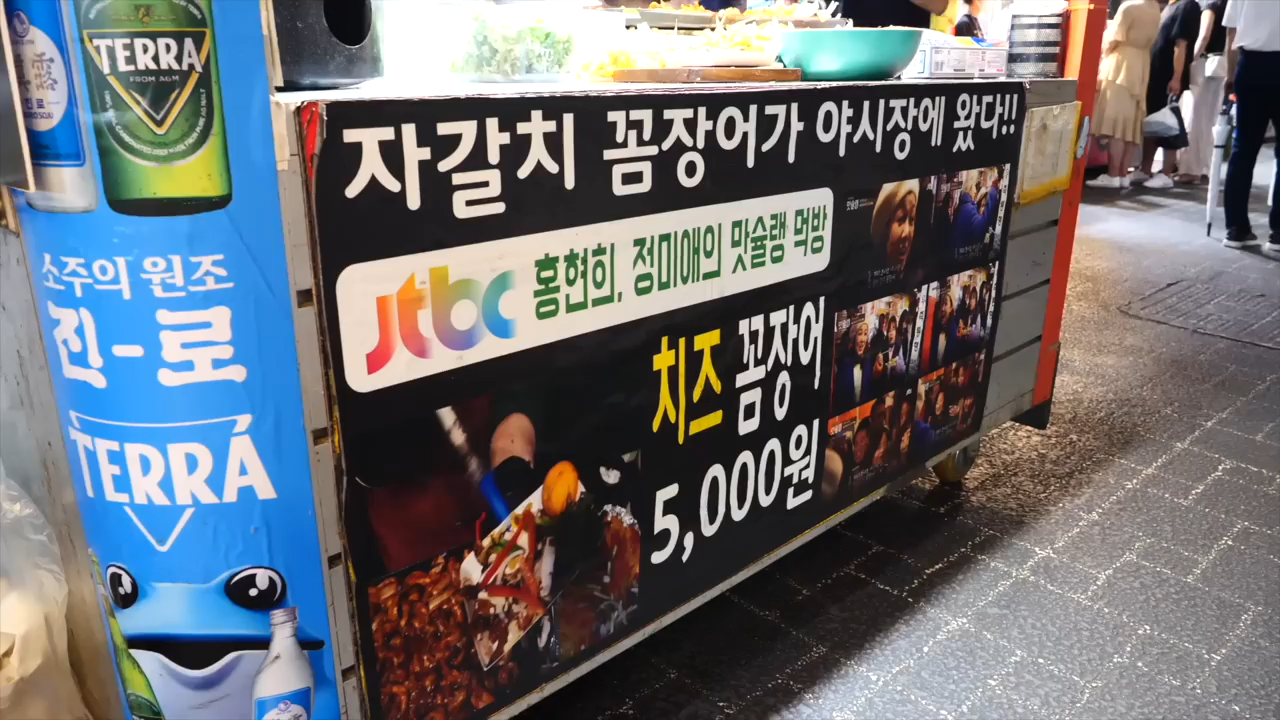 TERRA
FROM AGM
소주의 원조
진-로
TERRA
자갈치 꼼장어가 야시장에 왔다!!
jtbc 홍현희, 정미애의 맛슐랭 먹방
치즈 꼼장어
5,000원